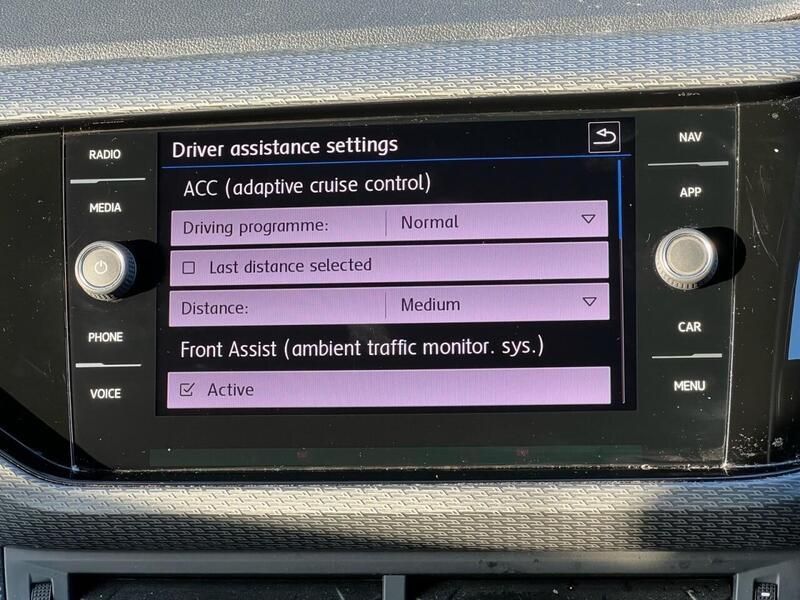 RADIO
MEDIA
PHONE
VOICE
Driver assistance settings
ACC (adaptive cruise control)
Driving programme: Normal
Last distance selected
Distance: Medium
Front Assist (ambient traffic monitor. sys.)
Active
NAV
APP
CAR
MENU